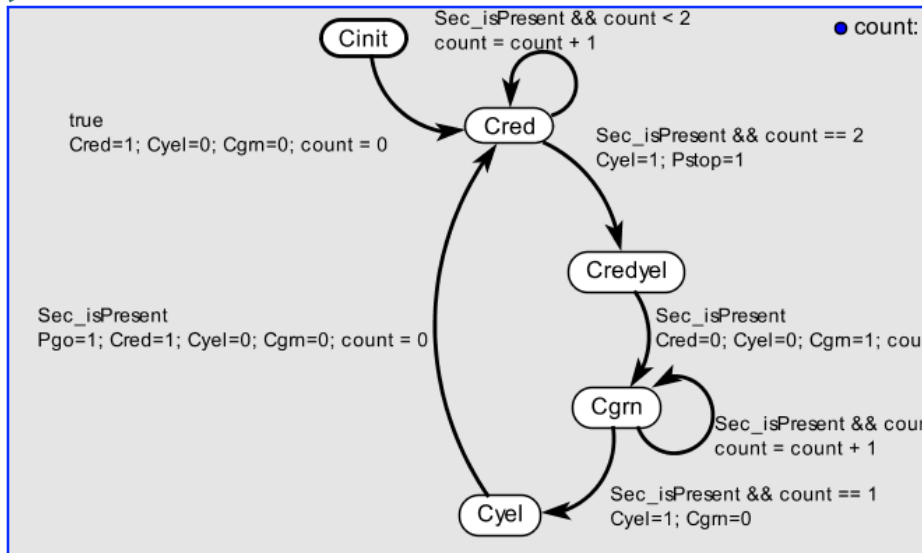 Sec_isPresent && count < 2
count = count + 1
count:
Cinit
true
Cred=1; Cyel=0; Cgrn=0; count = 0
Cred
Sec_isPresent && count == 2
Cyel=1; Pstop=1
Credyel
Sec_isPresent
Pgo=1; Cred=1; Cyel=0; Cgrn=0; count = 0
Sec_isPresent
Cred=0; Cyel=0; Cgrn=1;
Cgrn
Sec_isPresent &&
count = count + 1
Sec_isPresent && count == 1
Cyel=1; Cgrn=0
Cyel